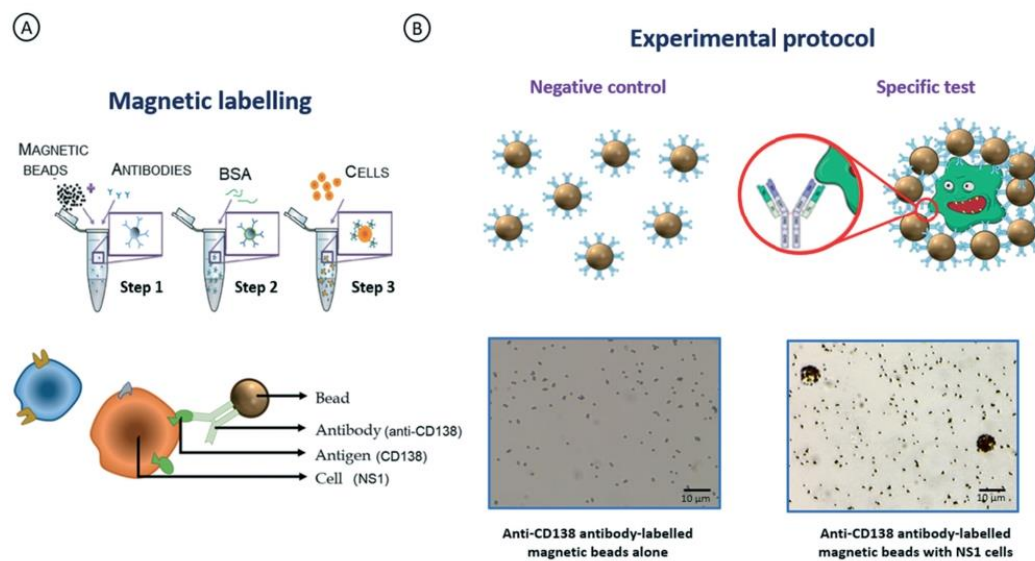 A
Magnetic labelling
MAGNETIC
BEADS
ANTIBODIES
BSA
CELLS
Step 1
Step 2
Step 3
Bead
Antibody (anti-CD138)
Antigen (CD138)
Cell (NS1)
B
Experimental protocol
Negative control
Specific test
10 µm
10 µm
Anti-CD138 antibody-labelled
magnetic beads alone
Anti-CD138 antibody-labelled
magnetic beads with NS1 cells